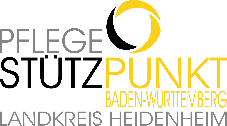 PFLEGE
STÜTZPUNKT
BADEN-WÜRTTEMBERG
LANDKREIS HEIDENHEIM